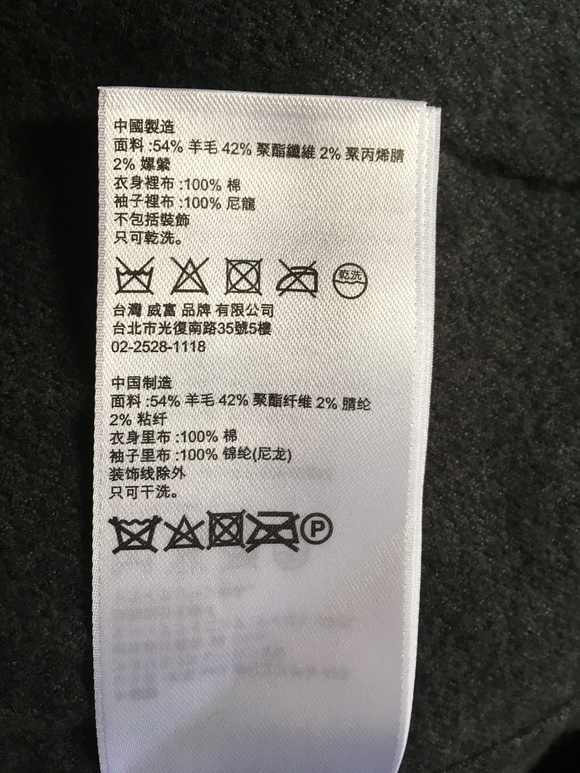 中國製造
面料 :54% 羊毛 42% 聚酯纖維 2% 聚丙烯腈
2% 嫘縈
衣身裡布 :100% 棉
袖子裡布 :100% 尼龍
不包括裝飾
只可乾洗。
乾洗
台灣 威富 品牌 有限公司
台北市光復南路35號5樓
02-2528-1118
中国制造
面料 :54% 羊毛 42% 聚酯纤维 2% 腈纶
2% 粘纤
衣身里布 :100% 棉
袖子里布 :100% 锦纶(尼龙)
装饰线除外
只可干洗。
P